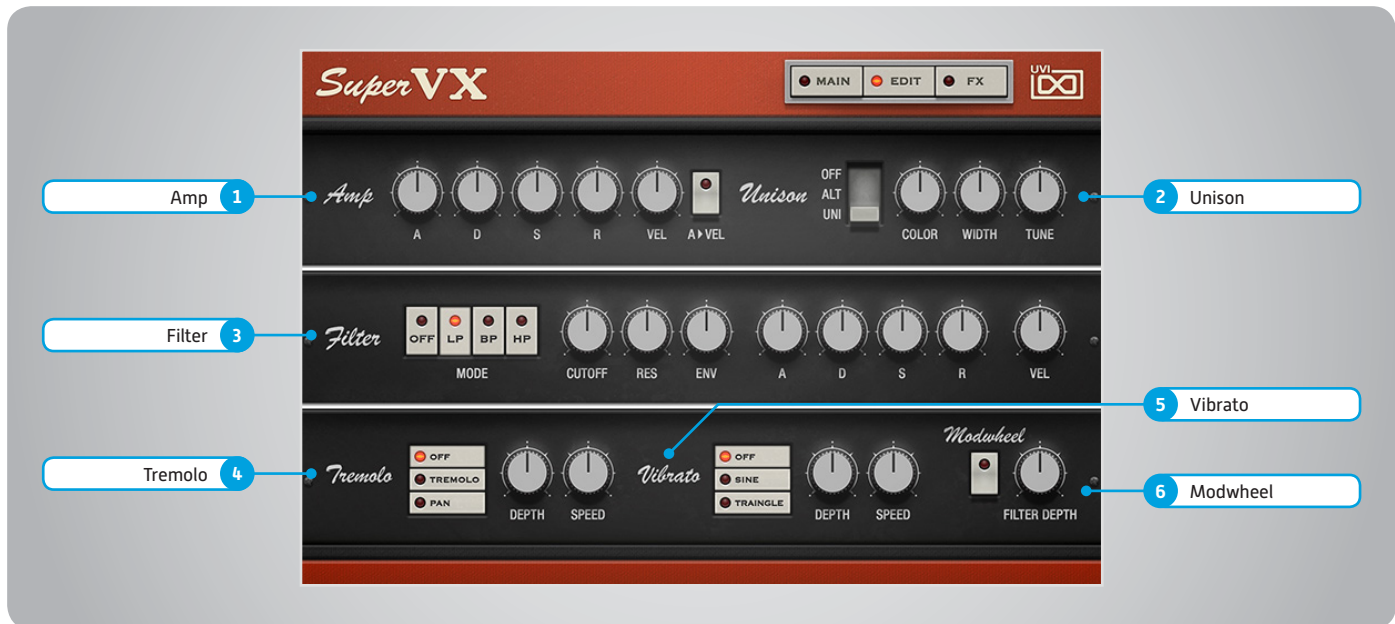 Super VX
MAIN EDIT FX
UVI
Amp 1
Amp
A D S R VEL A▸VEL
Unison
OFF
ALT
UNI
COLOR WIDTH TUNE
2 Unison
Filter 3
Filter
OFF LP BP HP
MODE
CUTOFF RES ENV A D S R VEL
5 Vibrato
Tremolo 4
Tremolo
OFF
TREMOLO
PAN
DEPTH SPEED
Vibrato
OFF
SINE
TRAINGLE
DEPTH SPEED
Modwheel
FILTER DEPTH
6 Modwheel